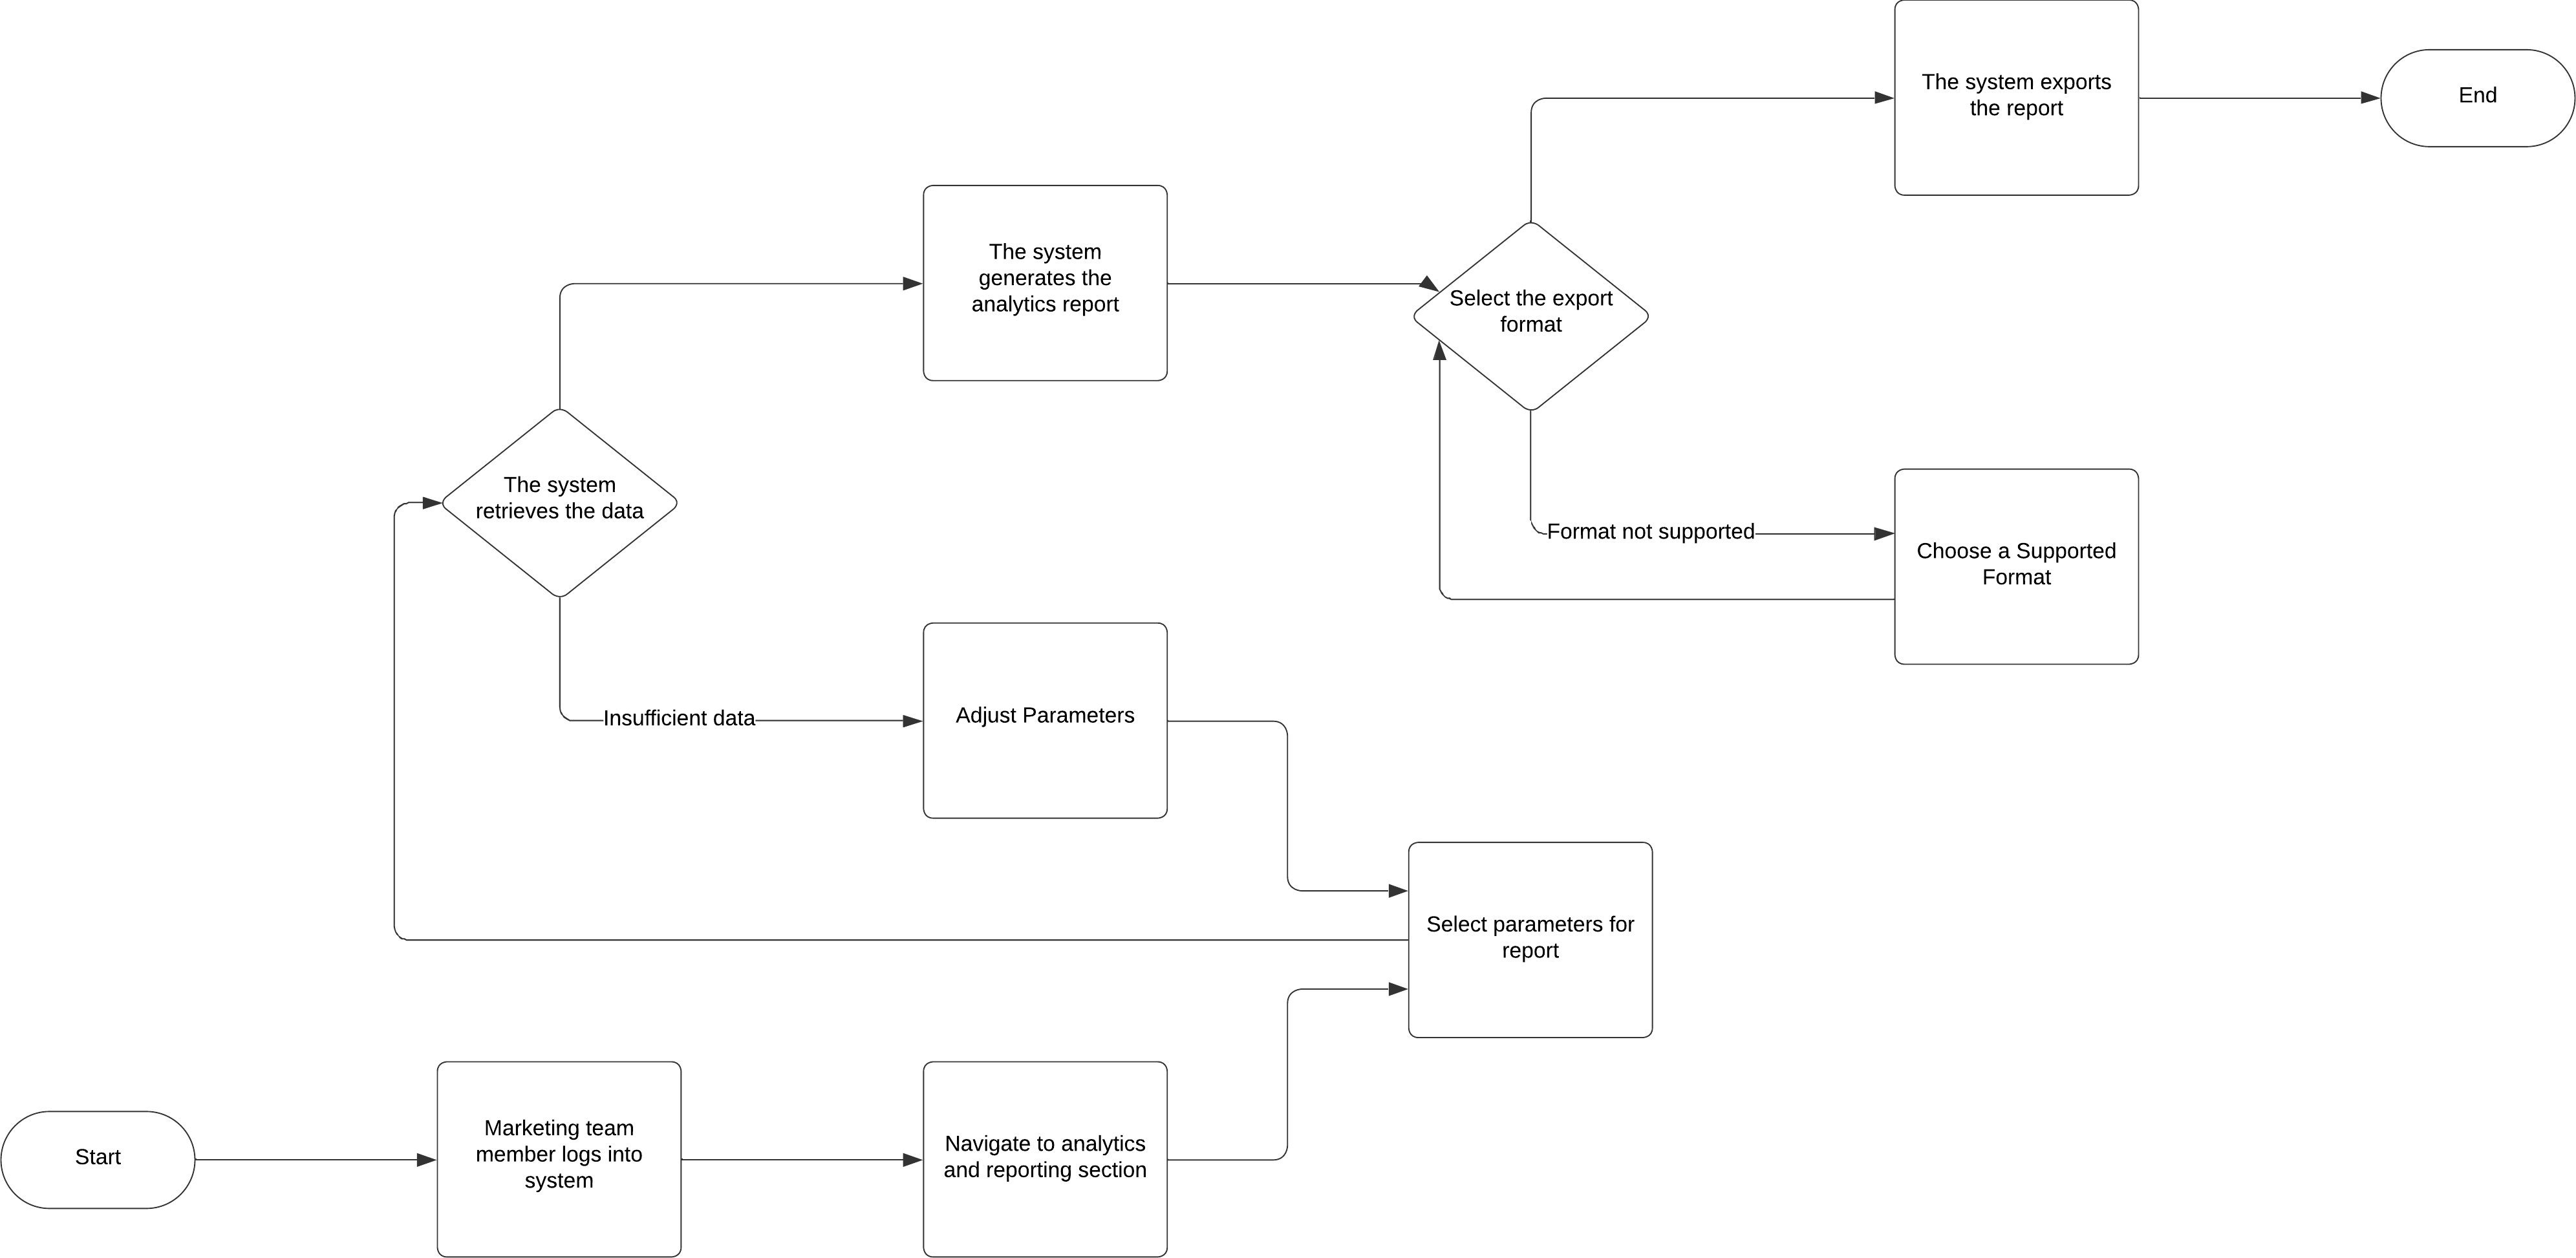 The system exports
the report
End
The system
generates the
analytics report
Select the export
format
The system
retrieves the data
Format not supported
Choose a Supported
Format
Insufficient data
Adjust Parameters
Select parameters for
report
Start
Marketing team
member logs into
system
Navigate to analytics
and reporting section